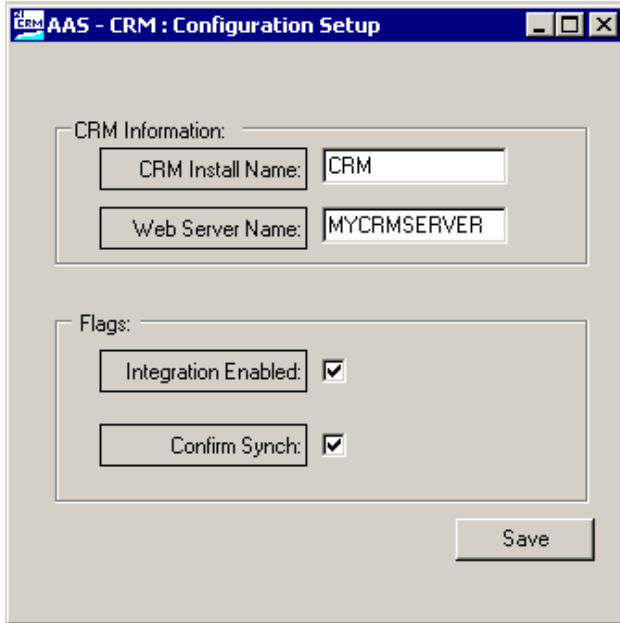 CRM
AAS - CRM : Configuration Setup
CRM Information:
CRM Install Name: CRM
Web Server Name: MYCRMSERVER
Flags:
Integration Enabled:
Confirm Synch:
Save